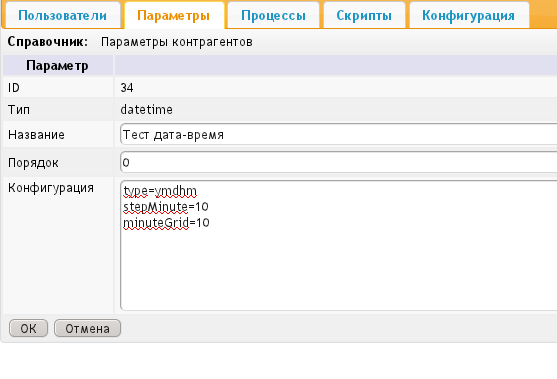 Пользователи Параметры Процессы Скрипты Конфигурация
Справочник: Параметры контрагентов
Параметр
ID 34
Тип datetime
Название Тест дата-время
Порядок 0
Конфигурация type=ymdhm
stepMinute=10
minuteGrid=10
ОК Отмена